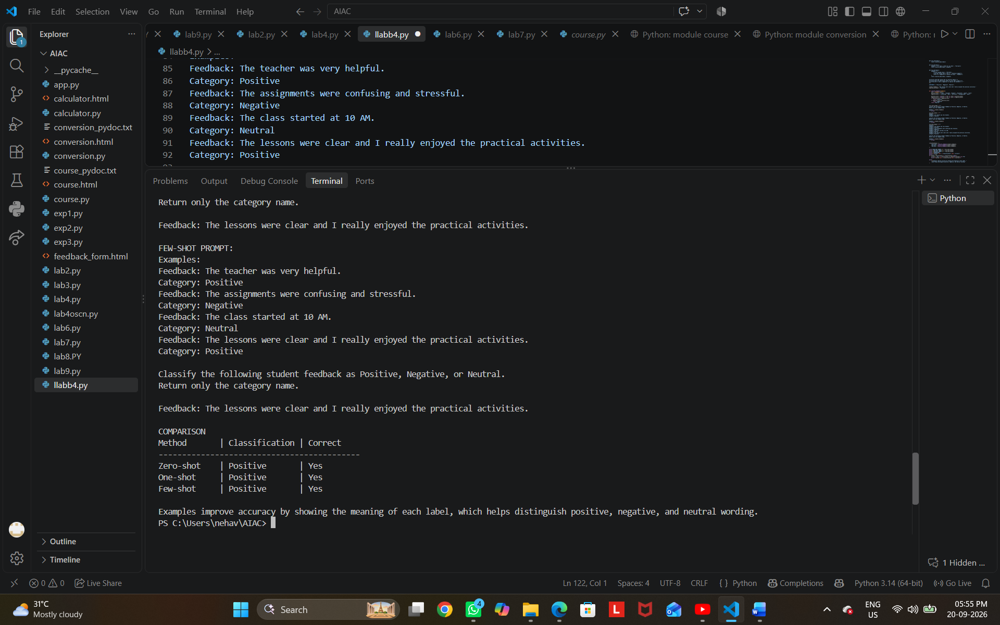 File Edit Selection View Go Run Terminal Help
AIAC
Explorer
AIAC
__pycache__
app.py
calculator.html
calculator.py
conversion_pydoc.txt
conversion.html
conversion.py
course_pydoc.txt
course.html
course.py
exp1.py
exp2.py
exp3.py
feedback_form.html
lab2.py
lab3.py
lab4.py
lab4oscn.py
lab6.py
lab7.py
lab8.PY
lab9.py
llabb4.py
Outline
Timeline
lab9.py lab2.py lab4.py llabb4.py lab6.py lab7.py course.py Python: module course Python: module conversion Python:
llabb4.py > ...
85 Feedback: The teacher was very helpful.
86 Category: Positive
87 Feedback: The assignments were confusing and stressful.
88 Category: Negative
89 Feedback: The class started at 10 AM.
90 Category: Neutral
91 Feedback: The lessons were clear and I really enjoyed the practical activities.
92 Category: Positive
Problems Output Debug Console Terminal Ports
Python
Return only the category name.
Feedback: The lessons were clear and I really enjoyed the practical activities.
FEW-SHOT PROMPT:
Examples:
Feedback: The teacher was very helpful.
Category: Positive
Feedback: The assignments were confusing and stressful.
Category: Negative
Feedback: The class started at 10 AM.
Category: Neutral
Feedback: The lessons were clear and I really enjoyed the practical activities.
Category: Positive
Classify the following student feedback as Positive, Negative, or Neutral.
Return only the category name.
Feedback: The lessons were clear and I really enjoyed the practical activities.
COMPARISON
Method | Classification | Correct
-------------------------------------------
Zero-shot | Positive | Yes
One-shot | Positive | Yes
Few-shot | Positive | Yes
Examples improve accuracy by showing the meaning of each label, which helps distinguish positive, negative, and neutral wording.
PS C:\Users\nehav\AIAC>
1 Hidden ...
0 0 Live Share Ln 122, Col 1 Spaces: 4 UTF-8 CRLF { } Python Completions Python 3.14 (64-bit) Go Live
31°C
Mostly cloudy
Search
4
ENG
US
05:55 PM
20-09-2026